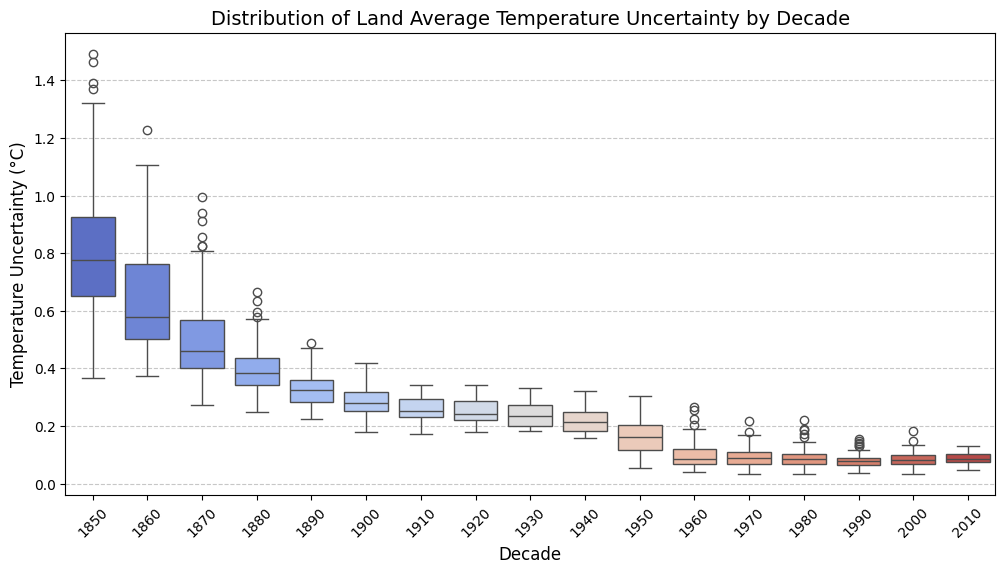 Distribution of Land Average Temperature Uncertainty by Decade
Temperature Uncertainty (°C)
1.4
1.2
1.0
0.8
0.6
0.4
0.2
0.0
1850 1860 1870 1880 1890 1900 1910 1920 1930 1940 1950 1960 1970 1980 1990 2000 2010
Decade